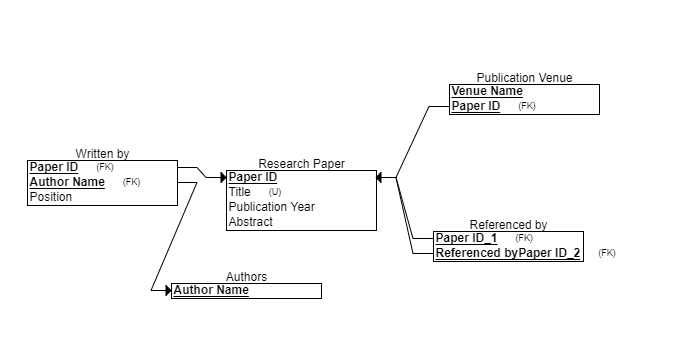 Publication Venue
Venue Name
Paper ID (FK)
Written by
Paper ID (FK)
Author Name (FK)
Position
Research Paper
Paper ID
Title (U)
Publication Year
Abstract
Referenced by
Paper ID_1 (FK)
Referenced byPaper ID_2 (FK)
Authors
Author Name